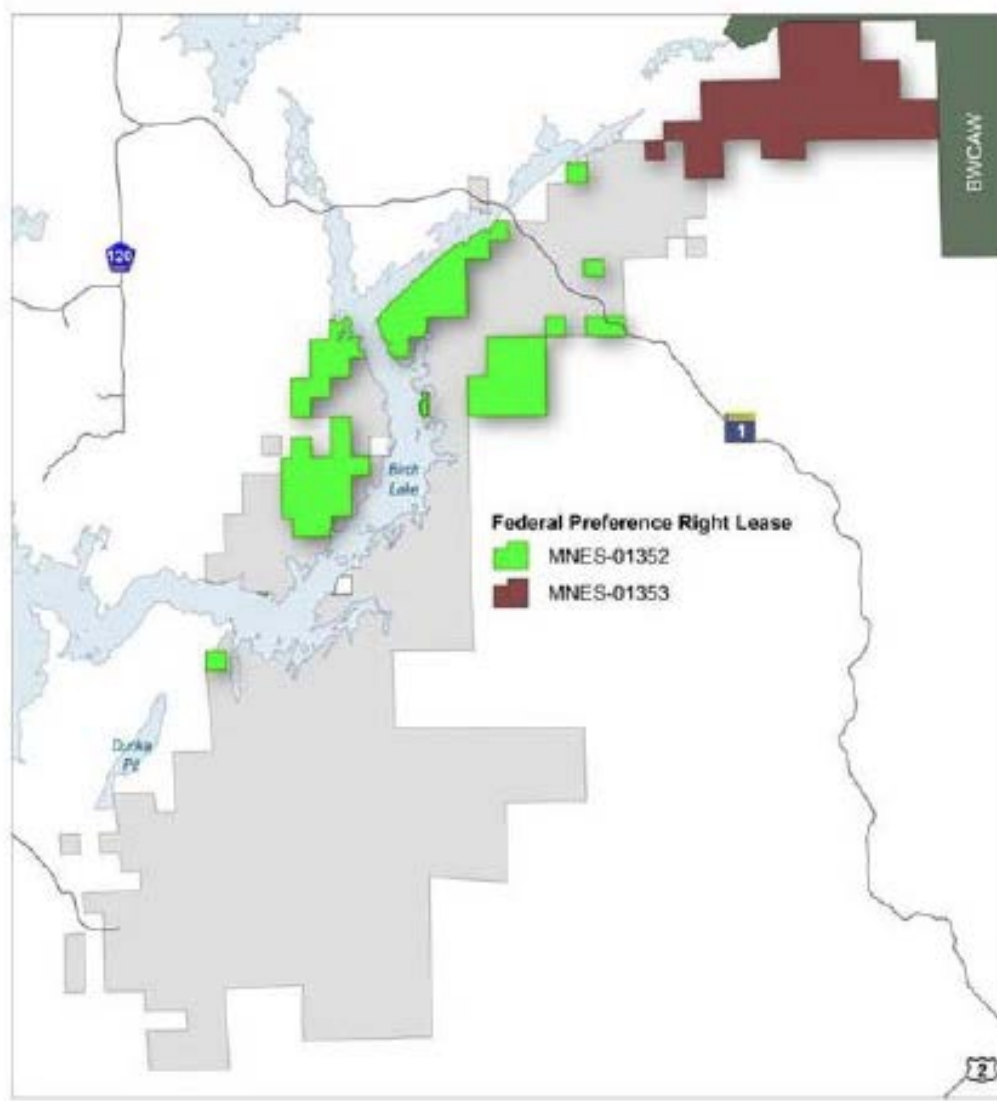 BWCAW
120
1
Birch
Lake
Federal Preference Right Lease
MNES-01352
MNES-01353
Dunka
Pit
2